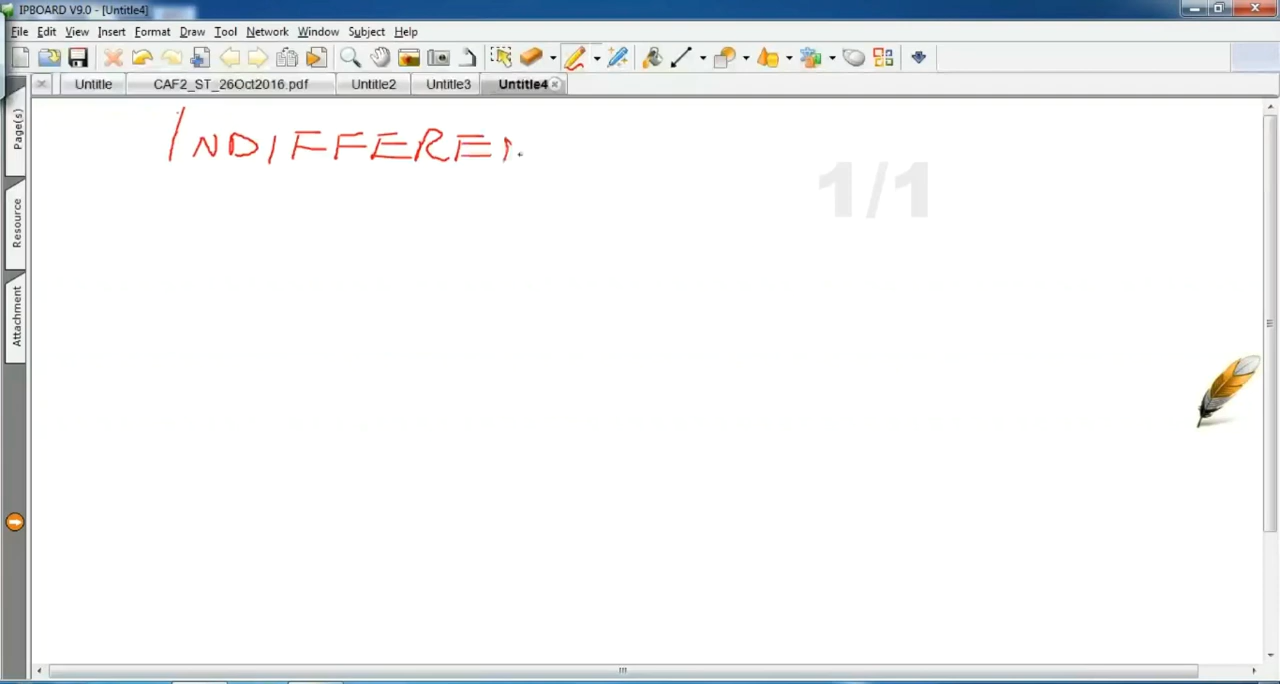 IPBOARD V9.0 - [Untitle4]
File Edit View Insert Format Draw Tool Network Window Subject Help
Untitle CAF2_ST_26Oct2016.pdf Untitle2 Untitle3 Untitle4
Page(s)
Resource
Attachment
INDIFFERE
1/1